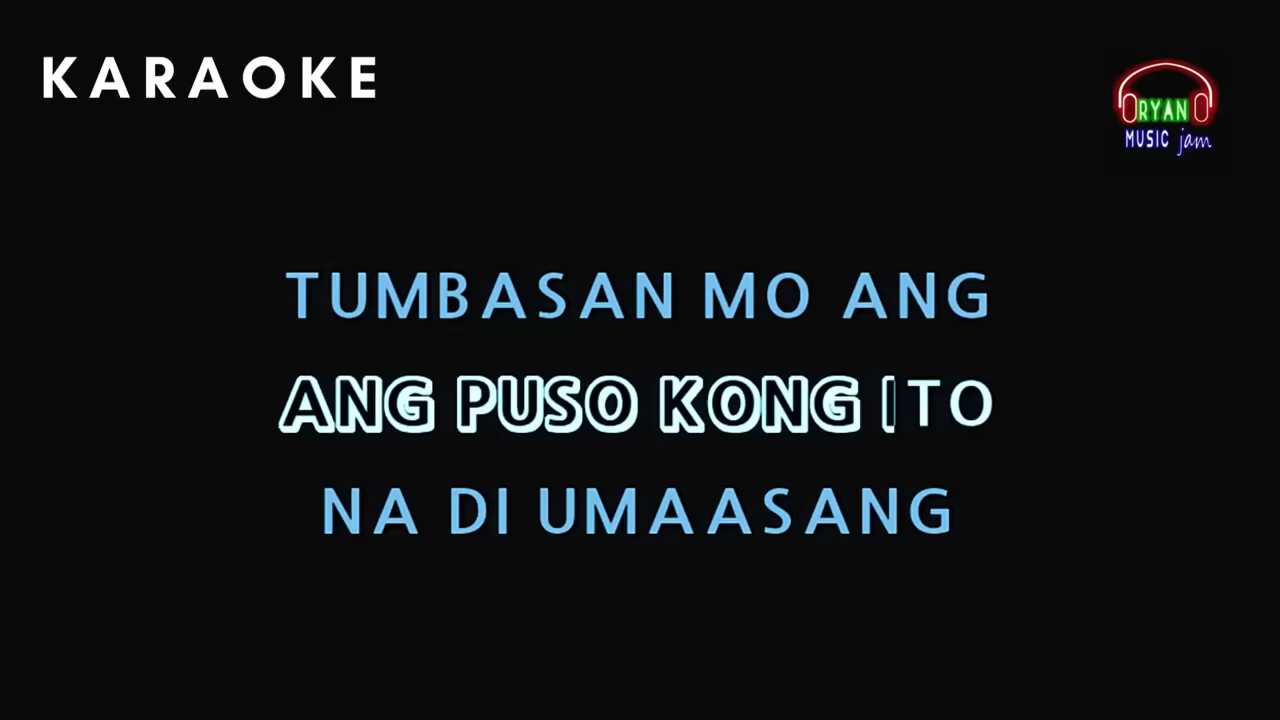 KARAOKE
RYAN
MUSIC jam
TUMBASAN MO ANG
ANG PUSO KONG ITO
NA DI UMAASANG